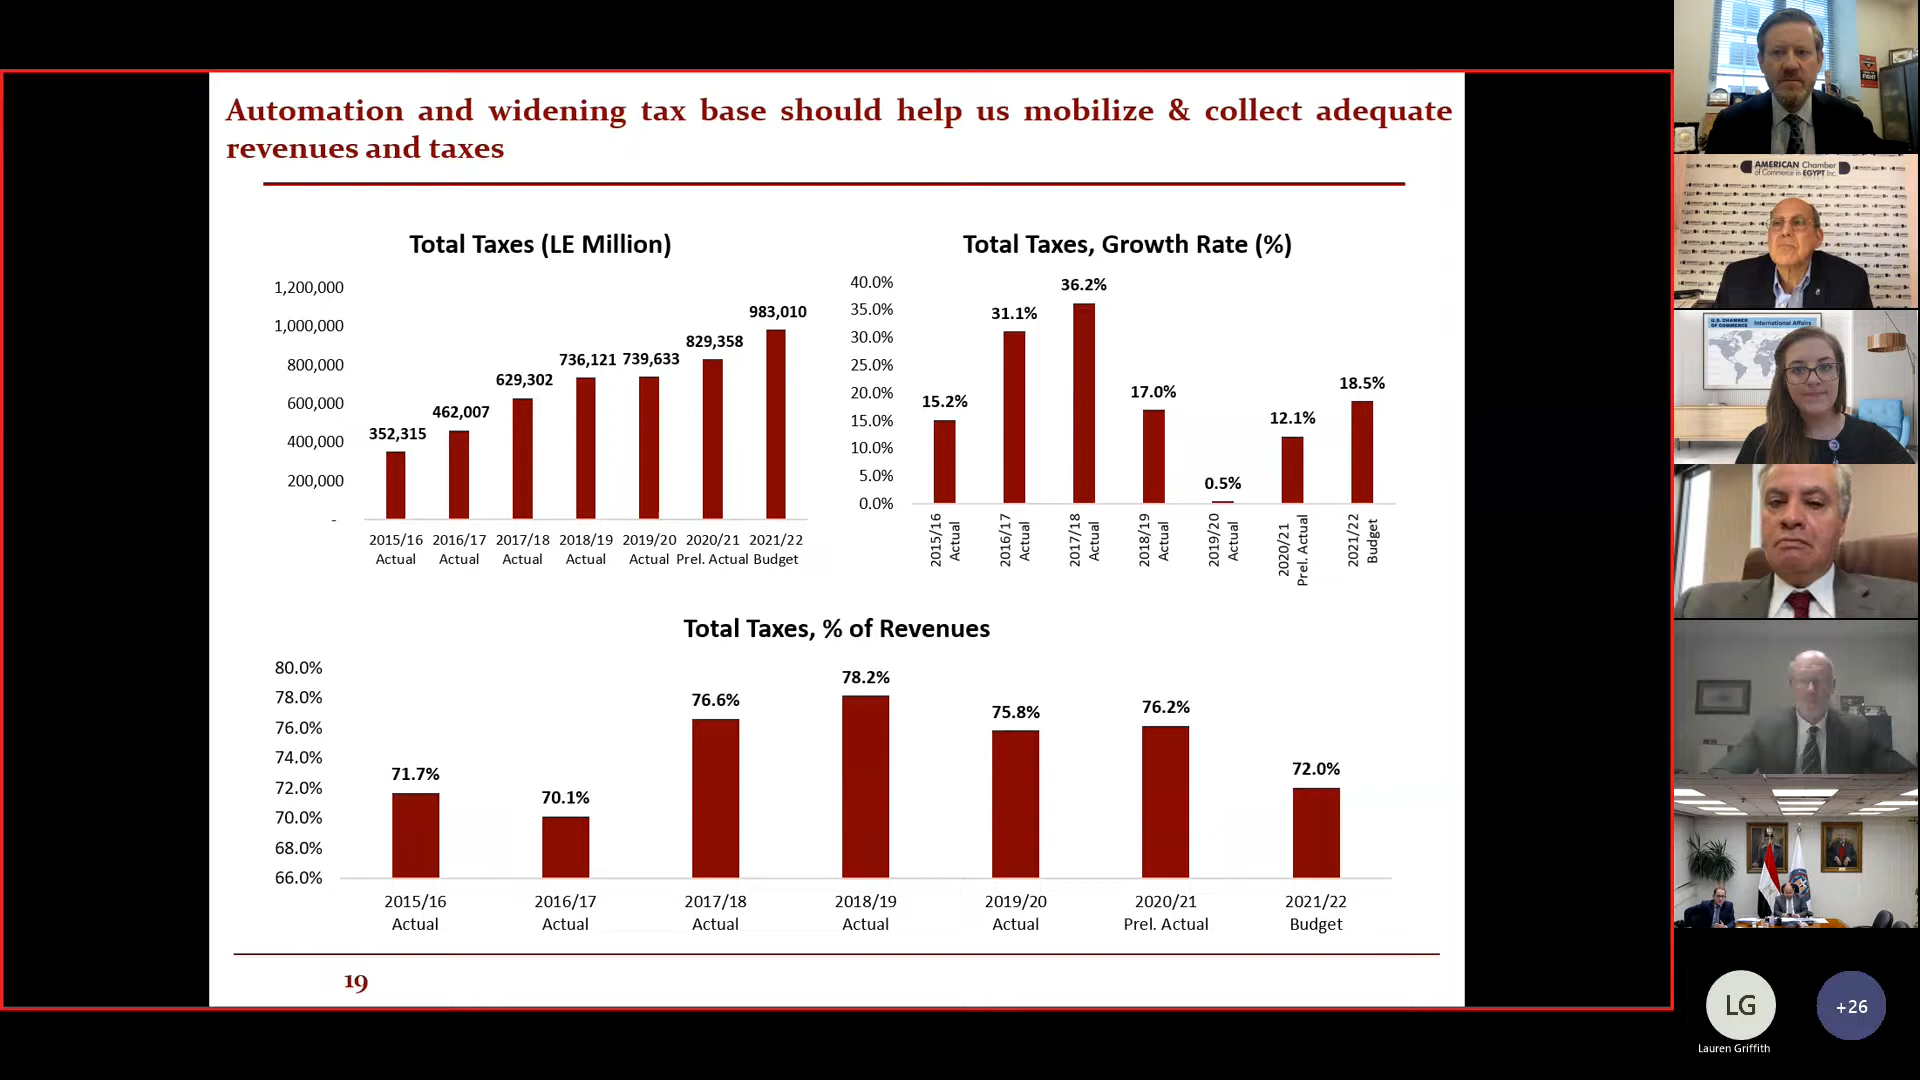 Automation and widening tax base should help us mobilize & collect adequate
revenues and taxes
Total Taxes (LE Million)
1,200,000
1,000,000
800,000
600,000
400,000
200,000
-
352,315
462,007
629,302
736,121
739,633
829,358
983,010
2015/16 2016/17 2017/18 2018/19 2019/20 2020/21 2021/22
Actual Actual Actual Actual Actual Prel. Actual Budget
Total Taxes, Growth Rate (%)
40.0%
35.0%
30.0%
25.0%
20.0%
15.0%
10.0%
5.0%
0.0%
15.2%
31.1%
36.2%
17.0%
0.5%
12.1%
18.5%
2015/16
Actual
2016/17
Actual
2017/18
Actual
2018/19
Actual
2019/20
Actual
2020/21
Prel. Actual
2021/22
Budget
Total Taxes, % of Revenues
80.0%
78.0%
76.0%
74.0%
72.0%
70.0%
68.0%
66.0%
71.7%
70.1%
76.6%
78.2%
75.8%
76.2%
72.0%
2015/16 2016/17 2017/18 2018/19 2019/20 2020/21 2021/22
Actual Actual Actual Actual Actual Prel. Actual Budget
19
AMERICAN Chamber
of Commerce in EGYPT Inc.
U.S. CHAMBER
OF COMMERCE
International Affairs
LG
+26
Lauren Griffith